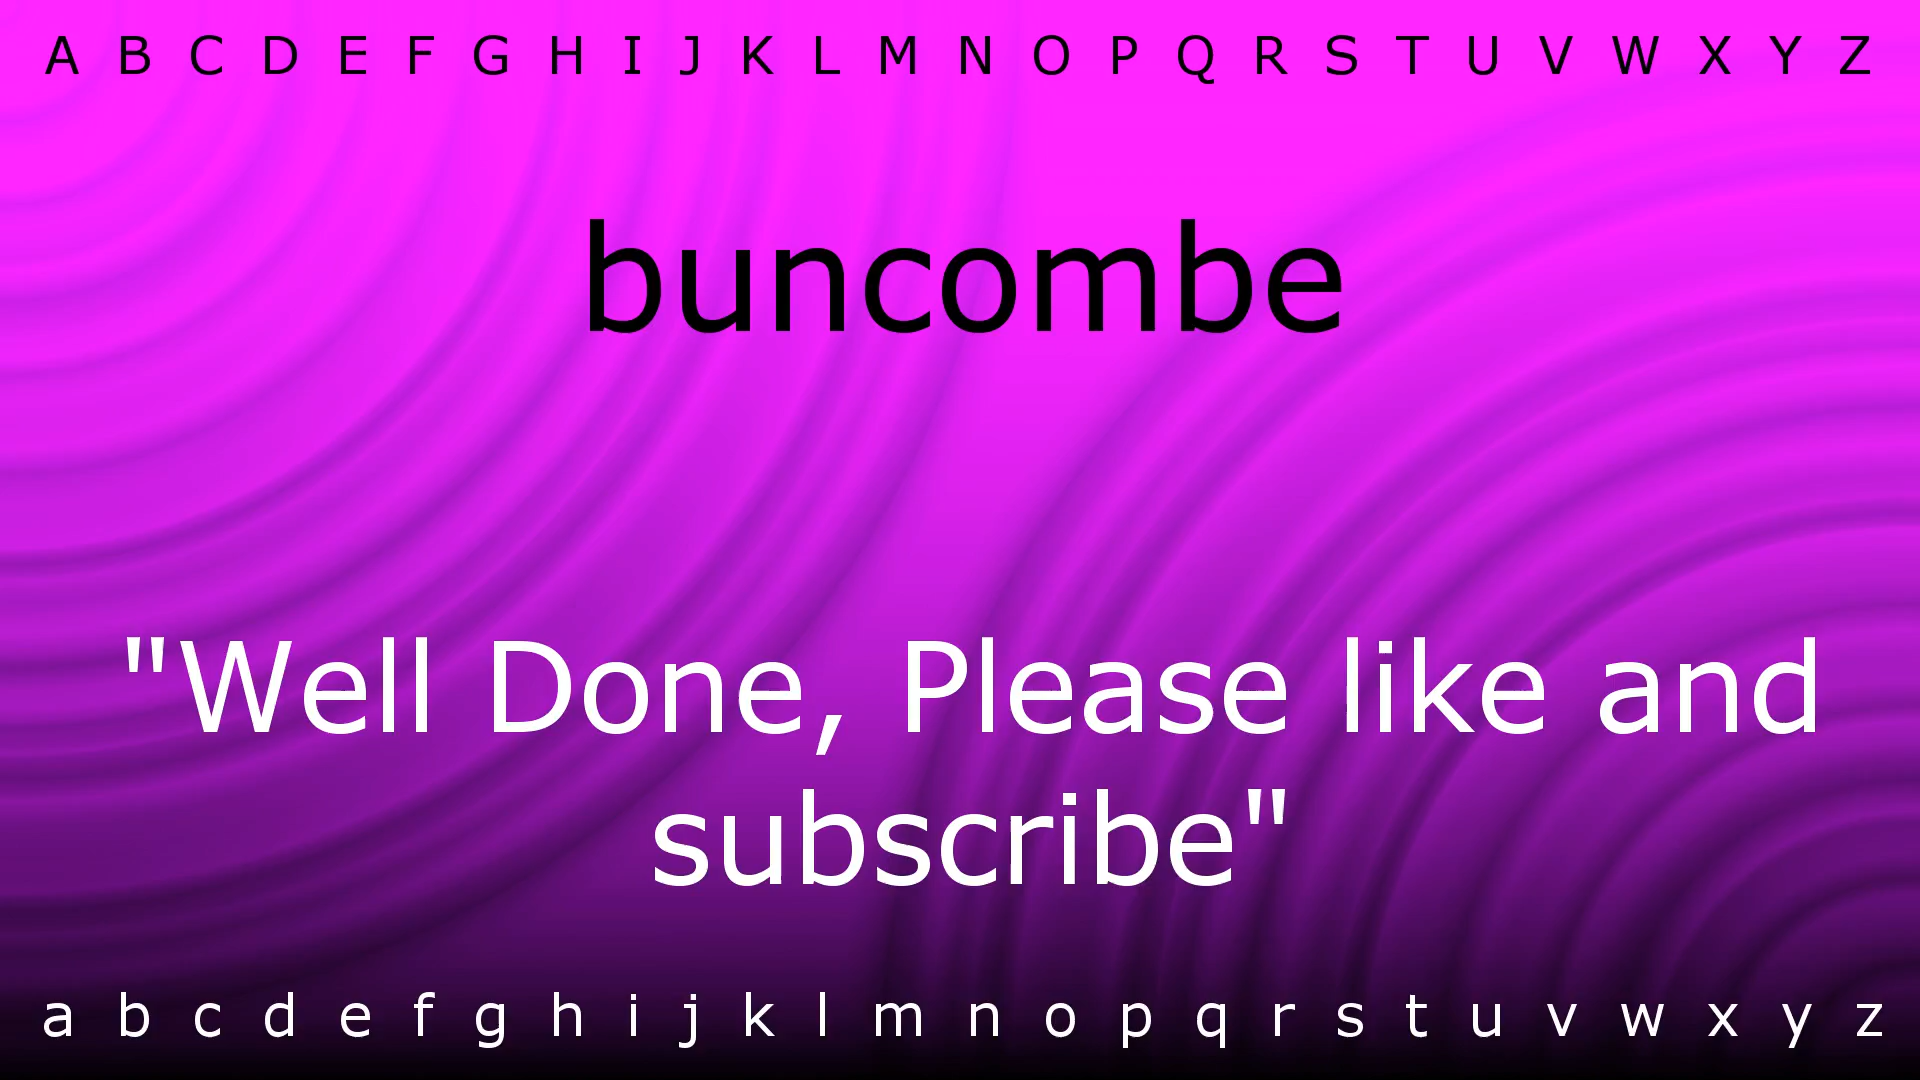 A B C D E F G H I J K L M N O P Q R S T U V W X Y Z
buncombe
"Well Done, Please like and
subscribe"
a b c d e f g h i j k l m n o p q r s t u v w x y z